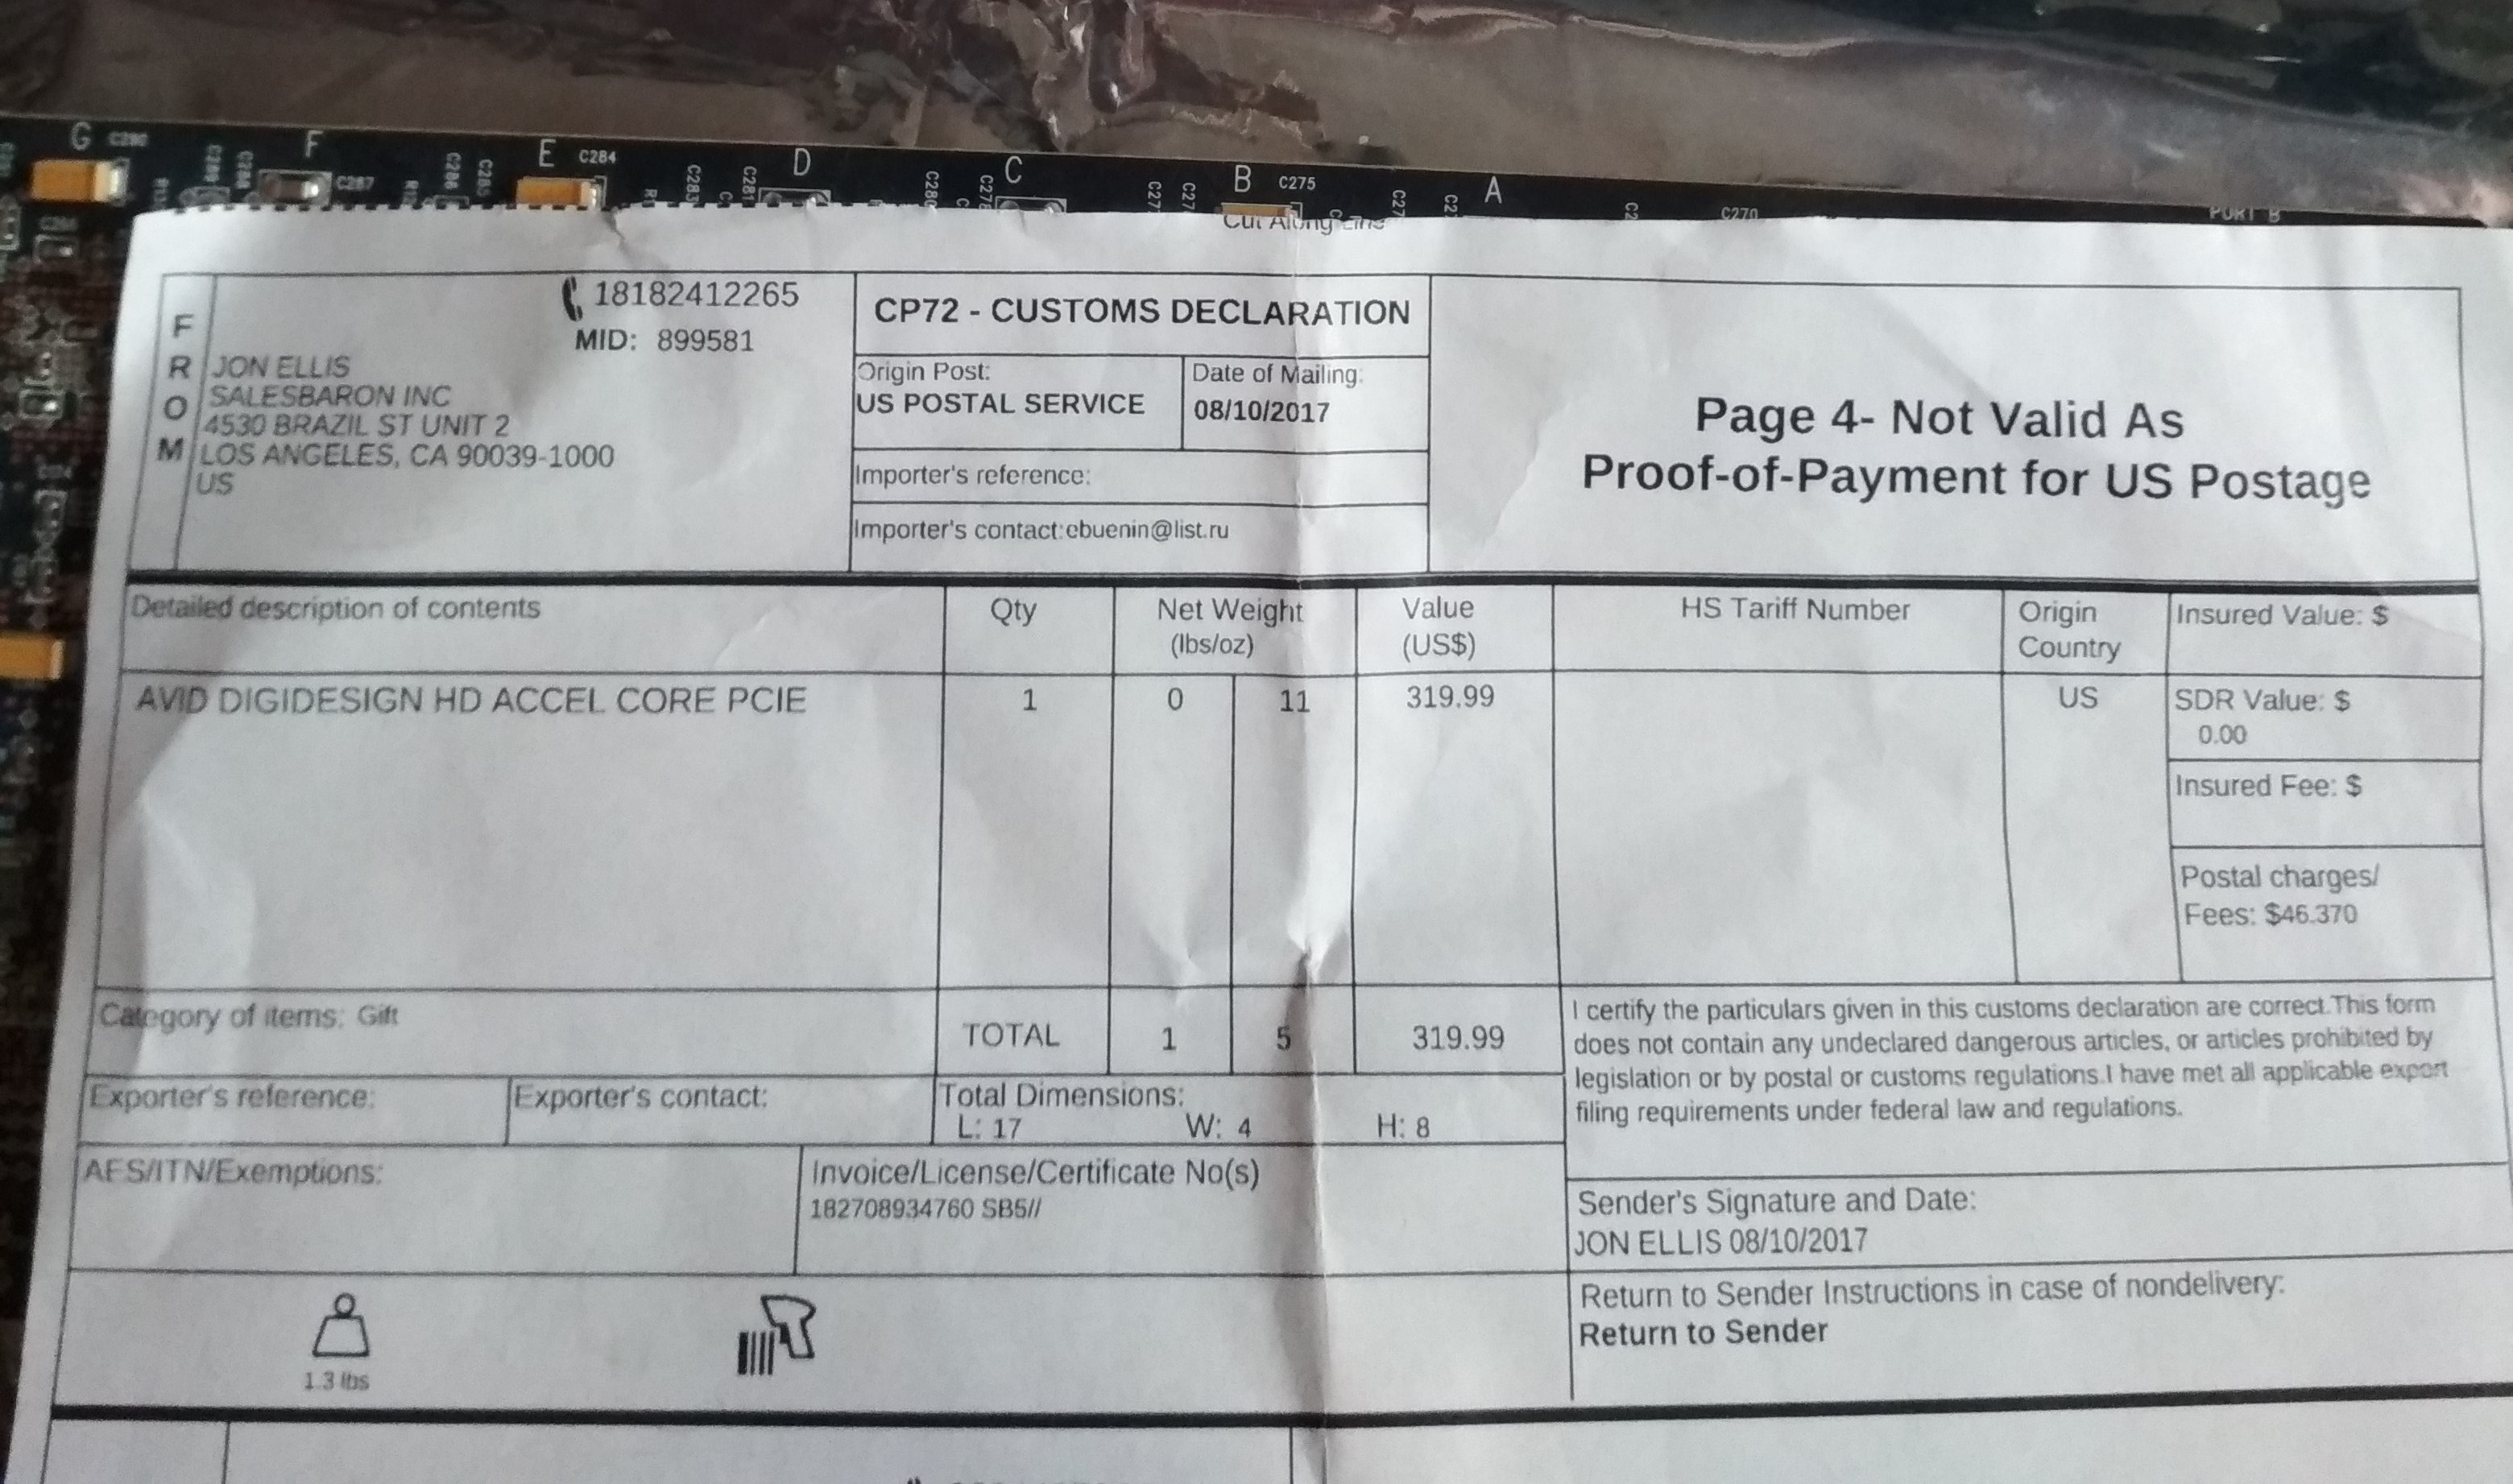 G C280 F C287 E C284 D C C283 C281 C286 B C275 A C270 PORT B
Cut Along Line
FROM
18182412265
MID: 899581
JON ELLIS
SALESBARON INC
4530 BRAZIL ST UNIT 2
LOS ANGELES, CA 90039-1000
US
CP72 - CUSTOMS DECLARATION
Origin Post:
US POSTAL SERVICE
Date of Mailing:
08/10/2017
Importer's reference:
Importer's contact:ebuenin@list.ru
Page 4- Not Valid As
Proof-of-Payment for US Postage
Detailed description of contents
Qty
Net Weight
(lbs/oz)
Value
(US$)
HS Tariff Number
Origin
Country
Insured Value: $
AVID DIGIDESIGN HD ACCEL CORE PCIE
1
0
11
319.99
US
SDR Value: $
0.00
Insured Fee: $
Postal charges/
Fees: $46.370
Category of items: Gift
TOTAL
1
5
319.99
I certify the particulars given in this customs declaration are correct.This form
does not contain any undeclared dangerous articles, or articles prohibited by
legislation or by postal or customs regulations.I have met all applicable export
filing requirements under federal law and regulations.
Exporter's reference:
Exporter's contact:
Total Dimensions:
L: 17 W: 4 H: 8
AES/ITN/Exemptions:
Invoice/License/Certificate No(s)
182708934760 SB5//
Sender's Signature and Date:
JON ELLIS 08/10/2017
Return to Sender Instructions in case of nondelivery:
Return to Sender
1.3 lbs